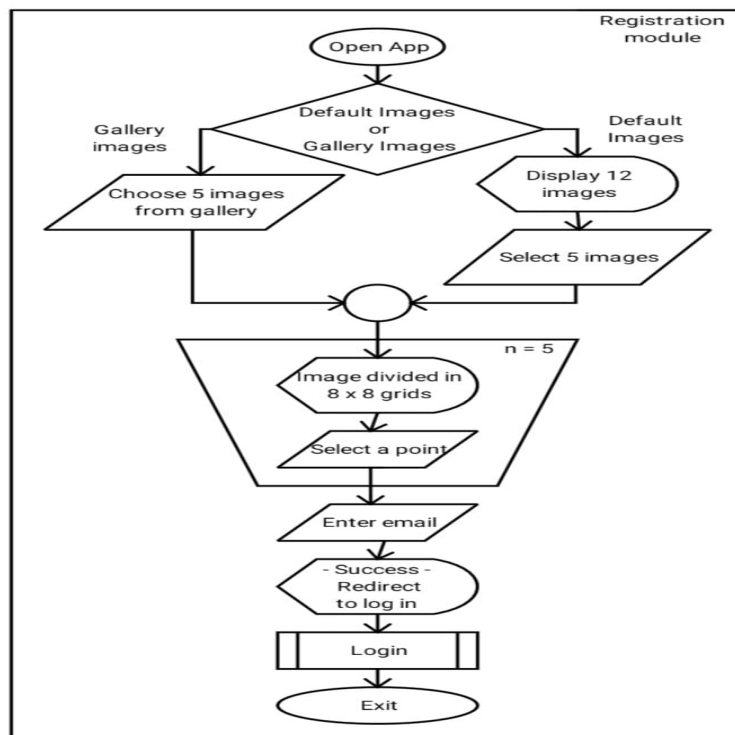 Registration
module
Open App
Default Images
or
Gallery Images
Gallery
images
Default
Images
Choose 5 images
from gallery
Display 12
images
Select 5 images
n = 5
Image divided in
8 x 8 grids
Select a point
Enter email
- Success -
Redirect
to log in
Login
Exit